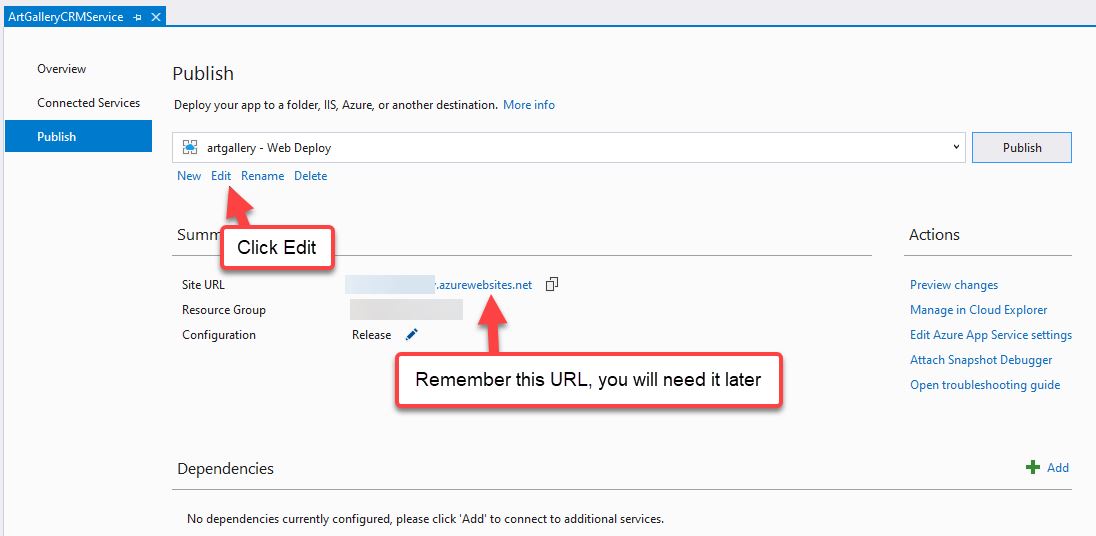 ArtGalleryCRMService
Overview
Connected Services
Publish
Publish
Deploy your app to a folder, IIS, Azure, or another destination. More info
artgallery - Web Deploy
Publish
New Edit Rename Delete
Click Edit
Summ
Actions
Site URL .azurewebsites.net
Resource Group
Configuration Release
Remember this URL, you will need it later
Preview changes
Manage in Cloud Explorer
Edit Azure App Service settings
Attach Snapshot Debugger
Open troubleshooting guide
Dependencies
Add
No dependencies currently configured, please click 'Add' to connect to additional services.